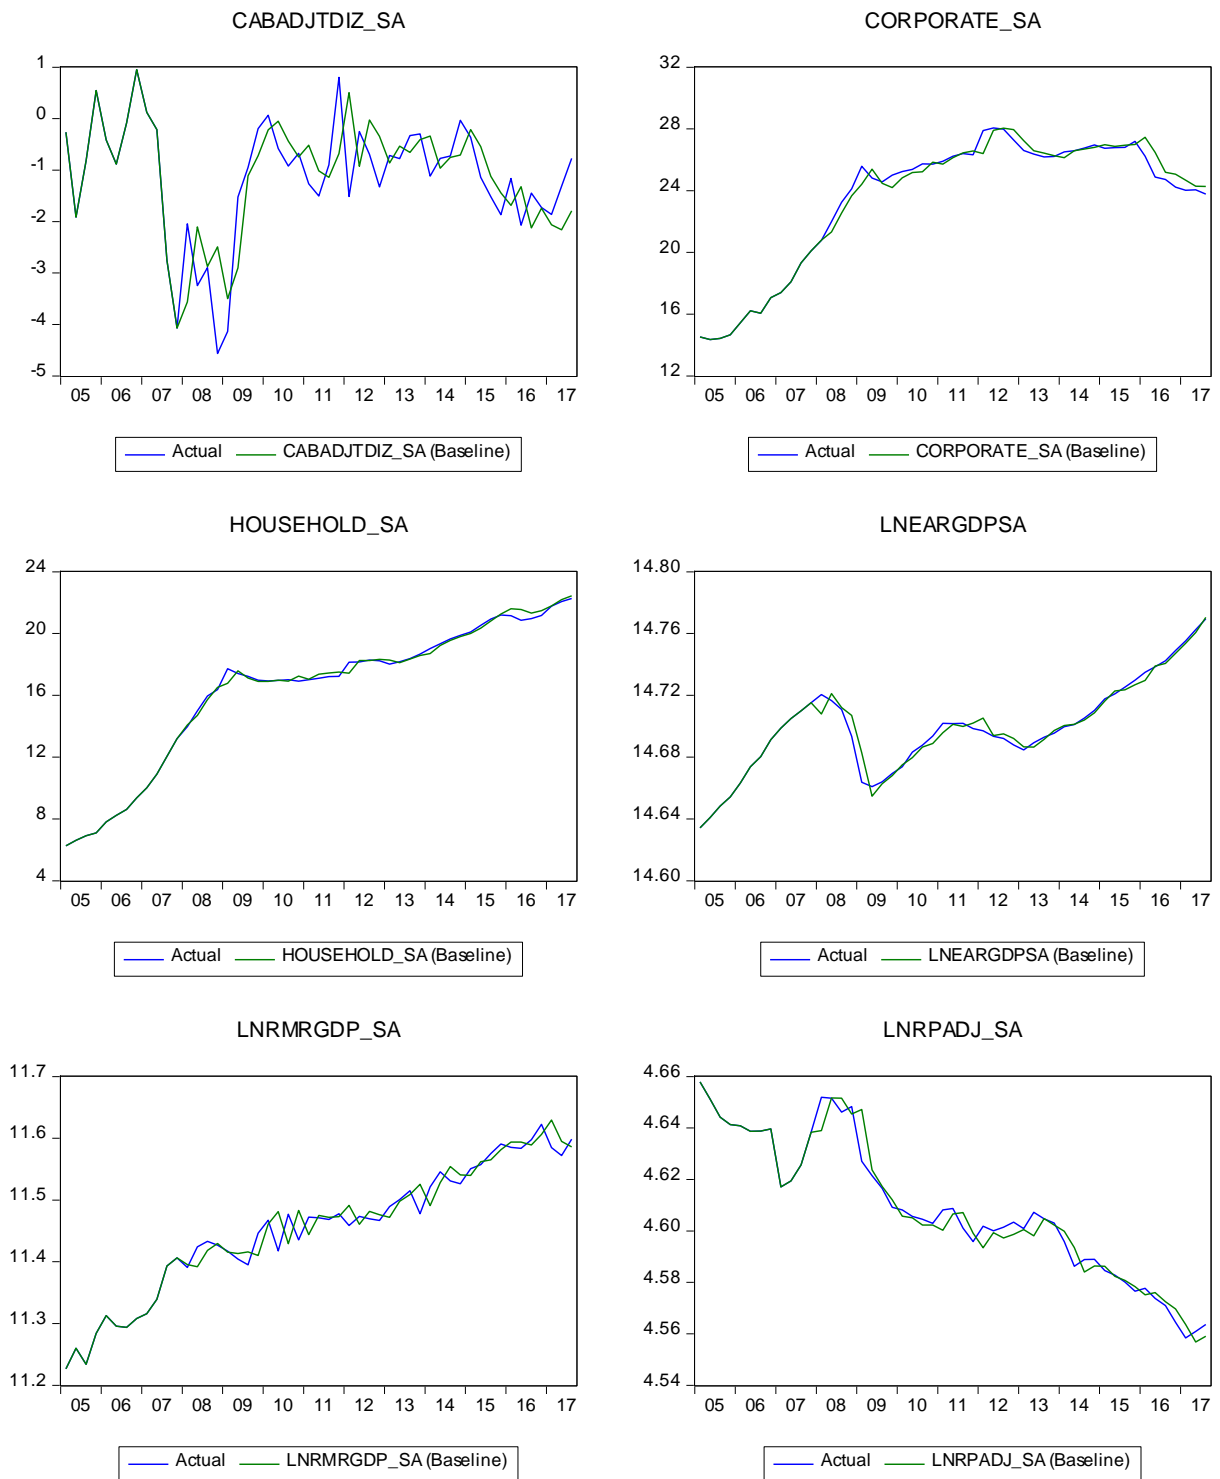 CABADJTDIZ_SA
1
0
-1
-2
-3
-4
-5
05 06 07 08 09 10 11 12 13 14 15 16 17
Actual CABADJTDIZ_SA (Baseline)
CORPORATE_SA
32
28
24
20
16
12
05 06 07 08 09 10 11 12 13 14 15 16 17
Actual CORPORATE_SA (Baseline)
HOUSEHOLD_SA
24
20
16
12
8
4
05 06 07 08 09 10 11 12 13 14 15 16 17
Actual HOUSEHOLD_SA (Baseline)
LNEARGDPSA
14.80
14.76
14.72
14.68
14.64
14.60
05 06 07 08 09 10 11 12 13 14 15 16 17
Actual LNEARGDPSA (Baseline)
LNRMRGDP_SA
11.7
11.6
11.5
11.4
11.3
11.2
05 06 07 08 09 10 11 12 13 14 15 16 17
Actual LNRMRGDP_SA (Baseline)
LNRPADJ_SA
4.66
4.64
4.62
4.60
4.58
4.56
4.54
05 06 07 08 09 10 11 12 13 14 15 16 17
Actual LNRPADJ_SA (Baseline)